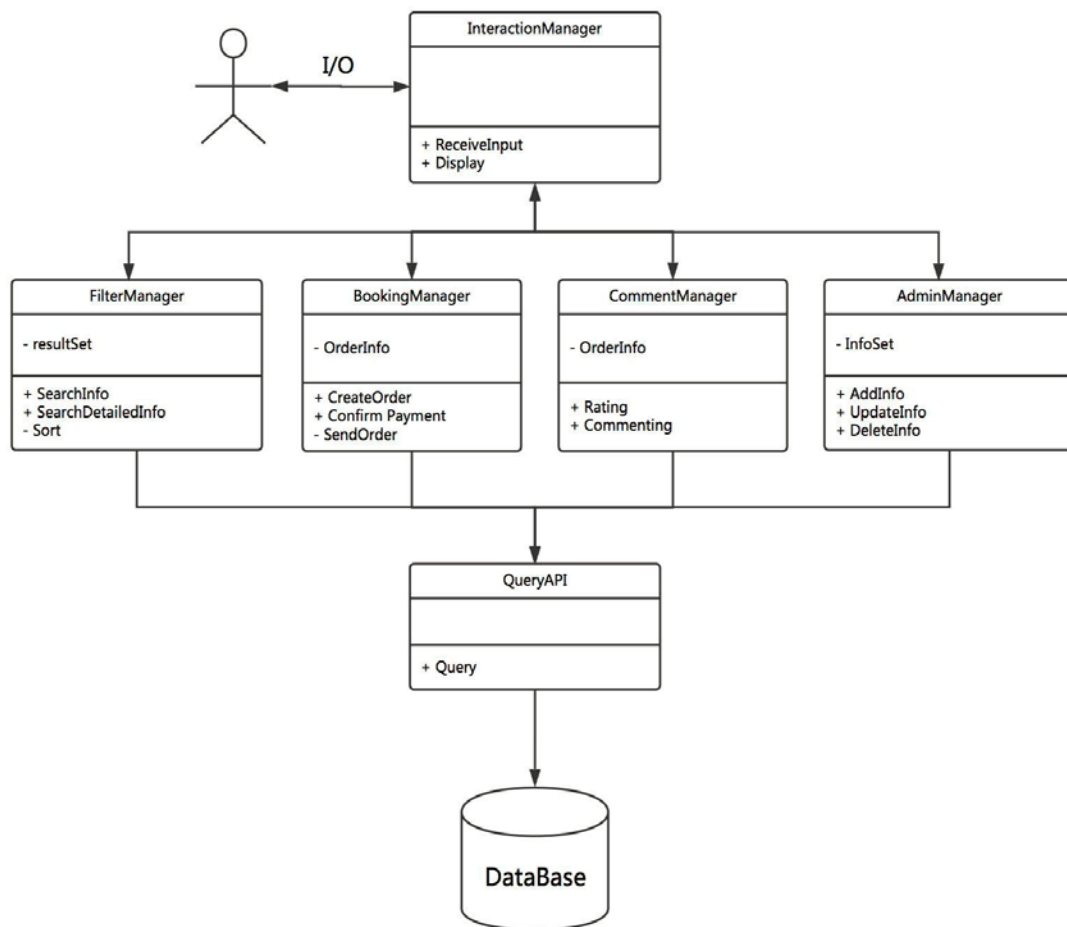 InteractionManager
I/O
+ ReceiveInput
+ Display
FilterManager
- resultSet
+ SearchInfo
+ SearchDetailedInfo
- Sort
BookingManager
- OrderInfo
+ CreateOrder
+ Confirm Payment
- SendOrder
CommentManager
- OrderInfo
+ Rating
+ Commenting
AdminManager
- InfoSet
+ AddInfo
+ UpdateInfo
+ DeleteInfo
QueryAPI
+ Query
DataBase